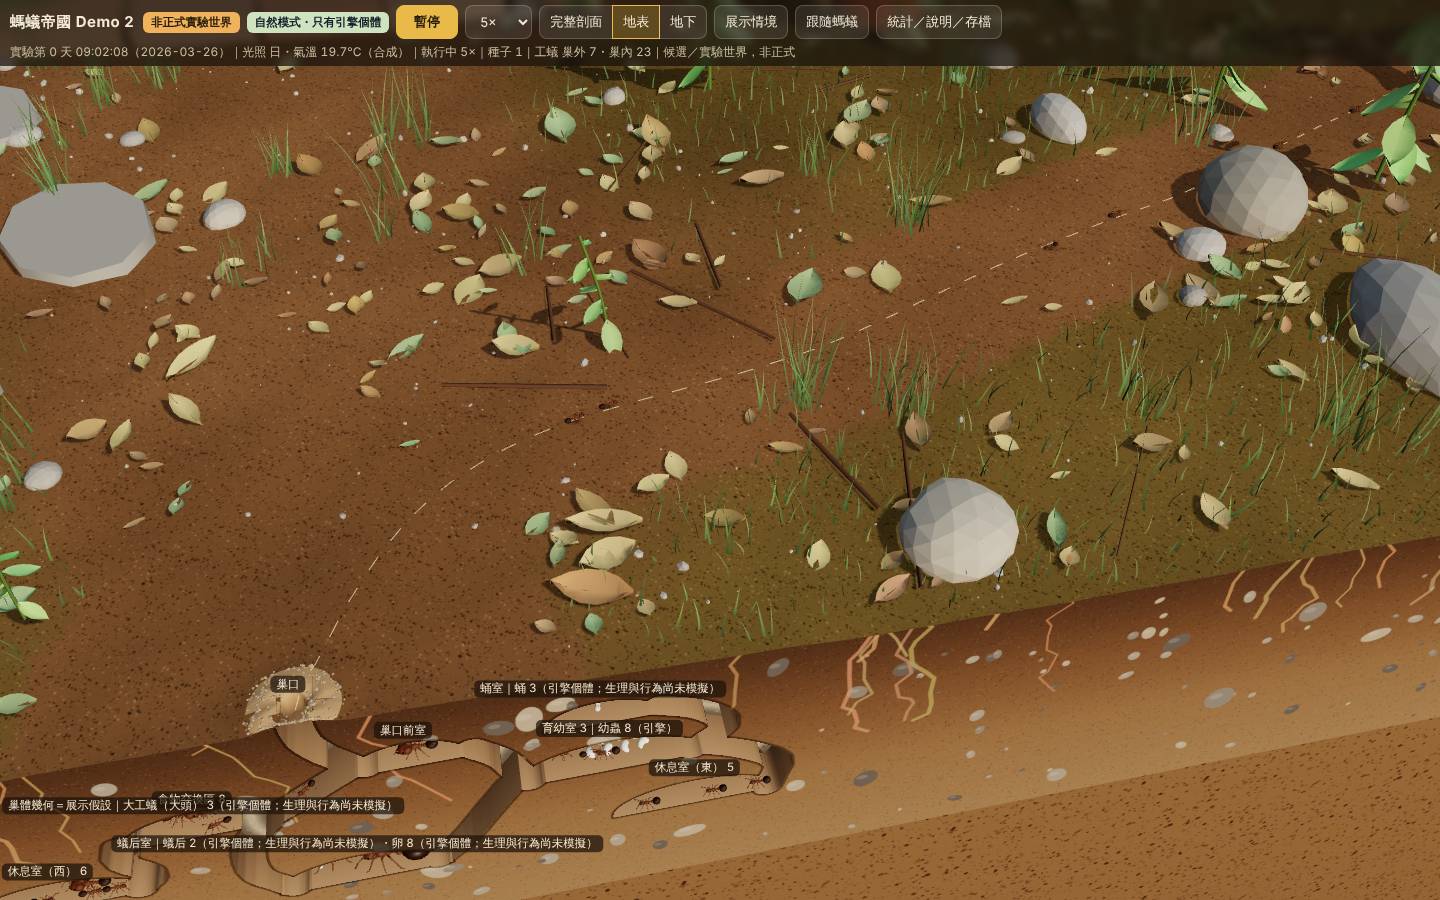 螞蟻帝國 Demo 2 非正式實驗世界 自然模式・只有引擎個體 暫停 5× 完整剖面 地表 地下 展示情境 跟隨螞蟻 統計／說明／存檔
實驗第 0 天 09:02:08（2026-03-26）｜光照 日・氣溫 19.7°C（合成）｜執行中 5×｜種子 1｜工蟻 巢外 7・巢內 23｜候選／實驗世界，非正式
巢口
蛹室｜蛹 3（引擎個體；生理與行為尚未模擬）
巢口前室
育幼室 3｜幼蟲 8（引擎）
休息室（東） 5
巢體幾何＝展示假設｜大工蟻（大頭） 3（引擎個體；生理與行為尚未模擬）
蟻后室｜蟻后 2（引擎個體；生理與行為尚未模擬）・卵 8（引擎個體；生理與行為尚未模擬）
休息室（西） 6